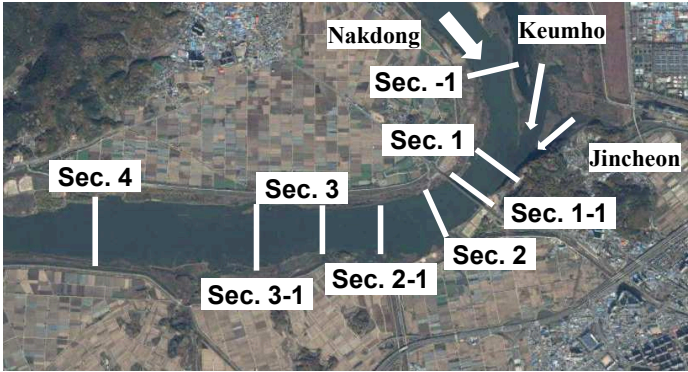 Nakdong
Keumho
Sec. -1
Sec. 1
Jincheon
Sec. 4
Sec. 3
Sec. 1-1
Sec. 2
Sec. 2-1
Sec. 3-1